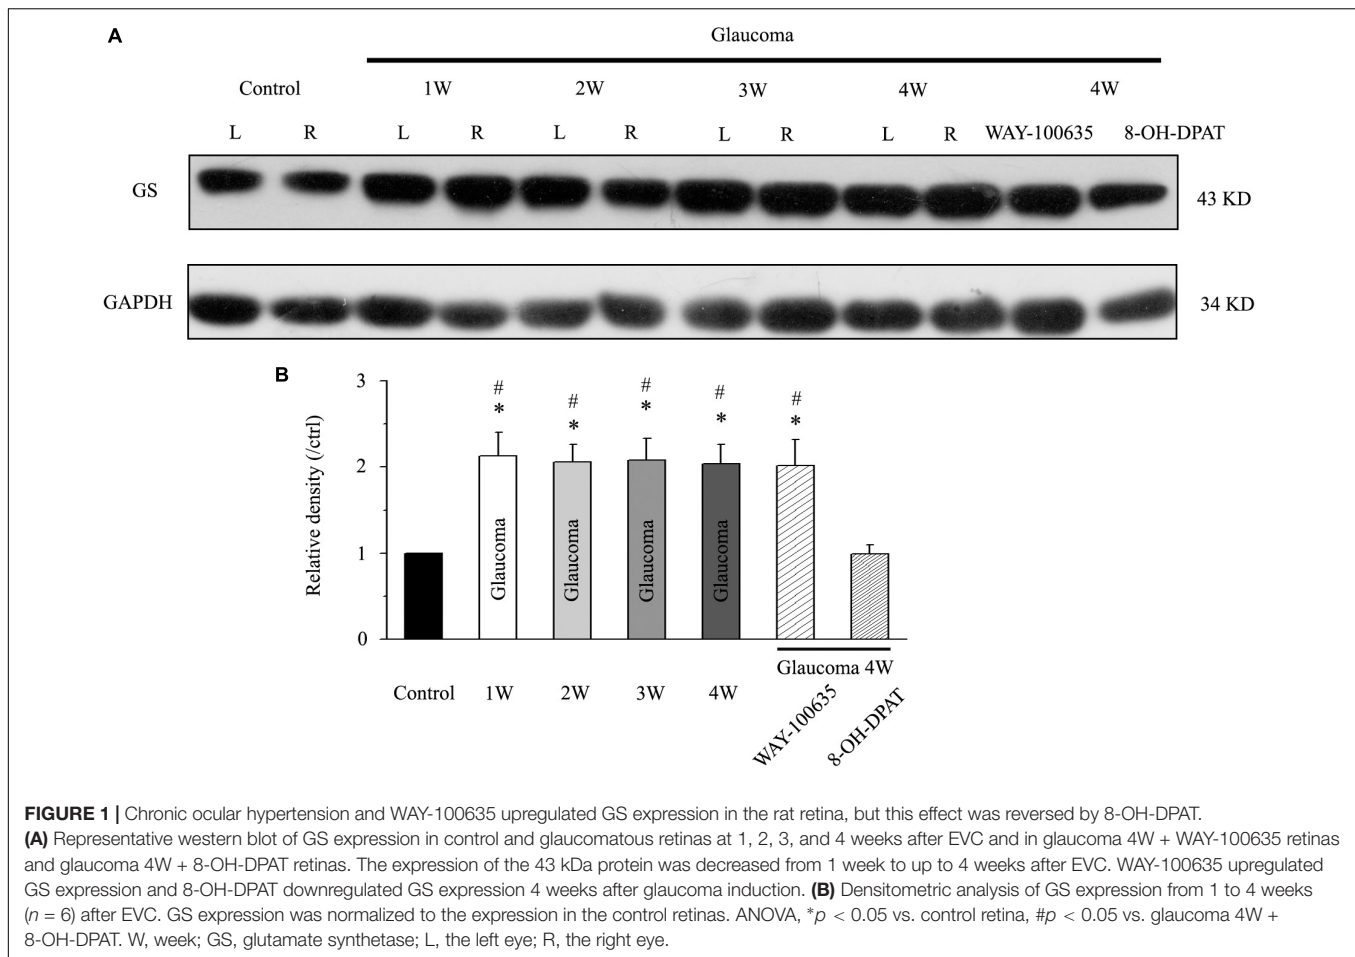 A
Glaucoma
Control 1W 2W 3W 4W 4W
L R L R L R L R L R WAY-100635 8-OH-DPAT
GS 43 KD
GAPDH 34 KD
B
Relative density (/ctrl)
3
2
1
0
# # # # #
* * * * *
Glaucoma Glaucoma Glaucoma Glaucoma
Control 1W 2W 3W 4W
Glaucoma 4W
WAY-100635 8-OH-DPAT
FIGURE 1 | Chronic ocular hypertension and WAY-100635 upregulated GS expression in the rat retina, but this effect was reversed by 8-OH-DPAT.
(A) Representative western blot of GS expression in control and glaucomatous retinas at 1, 2, 3, and 4 weeks after EVC and in glaucoma 4W + WAY-100635 retinas
and glaucoma 4W + 8-OH-DPAT retinas. The expression of the 43 kDa protein was decreased from 1 week to up to 4 weeks after EVC. WAY-100635 upregulated
GS expression and 8-OH-DPAT downregulated GS expression 4 weeks after glaucoma induction. (B) Densitometric analysis of GS expression from 1 to 4 weeks
(n = 6) after EVC. GS expression was normalized to the expression in the control retinas. ANOVA, *p < 0.05 vs. control retina, #p < 0.05 vs. glaucoma 4W +
8-OH-DPAT. W, week; GS, glutamate synthetase; L, the left eye; R, the right eye.